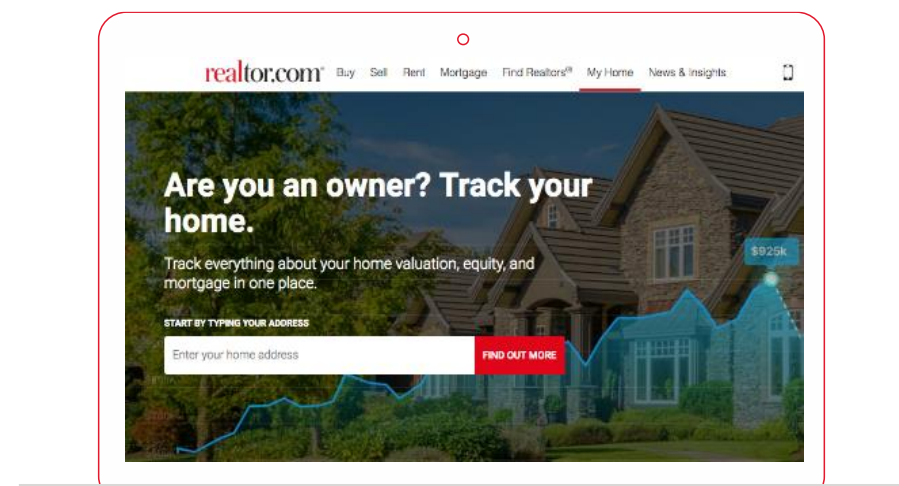 realtor.com® Buy Sell Rent Mortgage Find Realtors® My Home News & Insights
Are you an owner? Track your
home.
$925k
Track everything about your home valuation, equity, and
mortgage in one place.
START BY TYPING YOUR ADDRESS
Enter your home address FIND OUT MORE